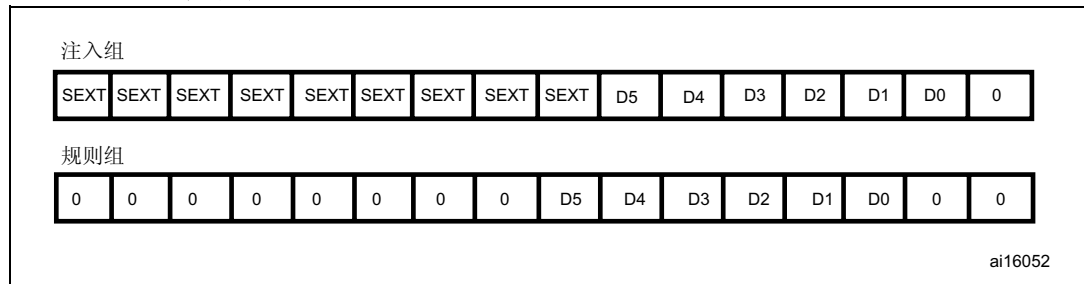 注入组
SEXT SEXT SEXT SEXT SEXT SEXT SEXT SEXT SEXT D5 D4 D3 D2 D1 D0 0
规则组
0 0 0 0 0 0 0 0 D5 D4 D3 D2 D1 D0 0 0
ai16052